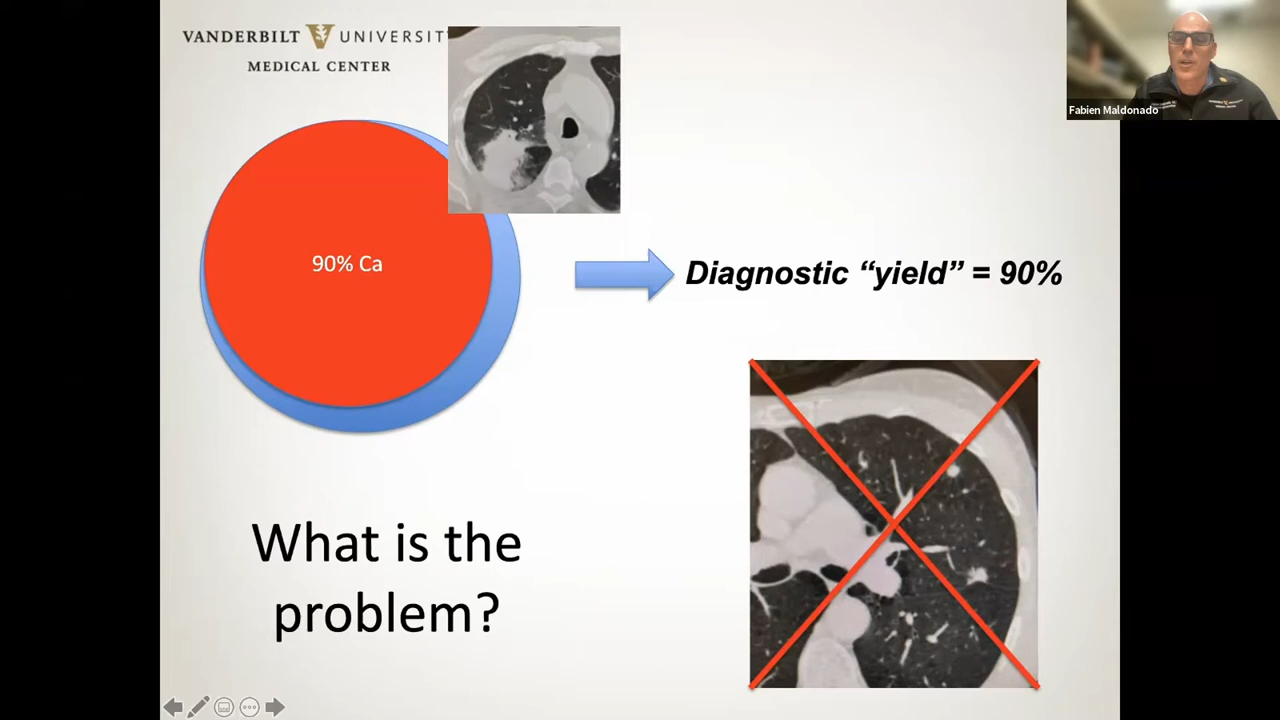 VANDERBILT UNIVERSIT
MEDICAL CENTER
Fabien Maldonado
90% Ca
Diagnostic “yield” = 90%
What is the
problem?